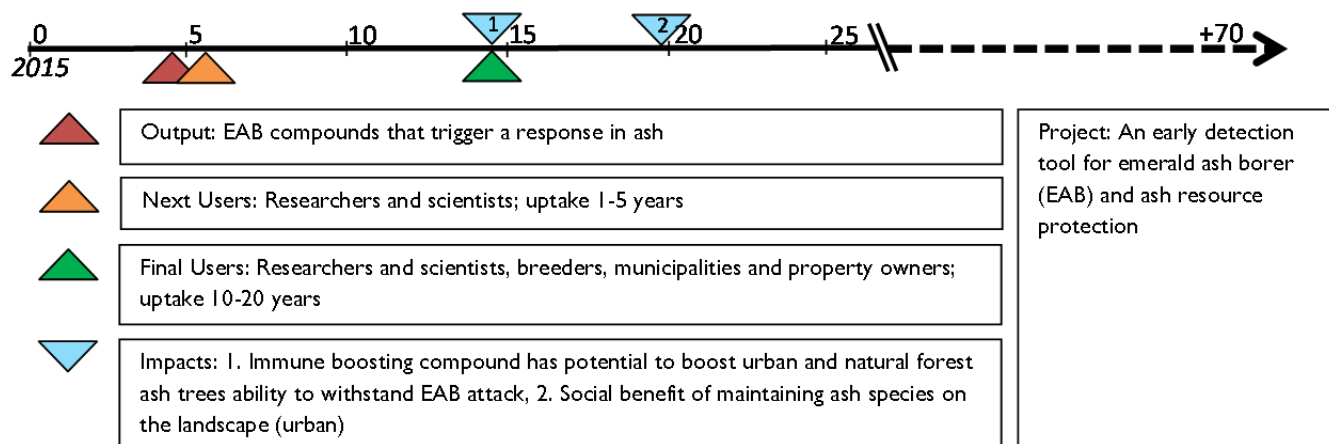 0 5 10 15 20 25 +70
1 2
2015
Output: EAB compounds that trigger a response in ash
Next Users: Researchers and scientists; uptake 1-5 years
Final Users: Researchers and scientists, breeders, municipalities and property owners;
uptake 10-20 years
Impacts: 1. Immune boosting compound has potential to boost urban and natural forest
ash trees ability to withstand EAB attack, 2. Social benefit of maintaining ash species on
the landscape (urban)
Project: An early detection
tool for emerald ash borer
(EAB) and ash resource
protection